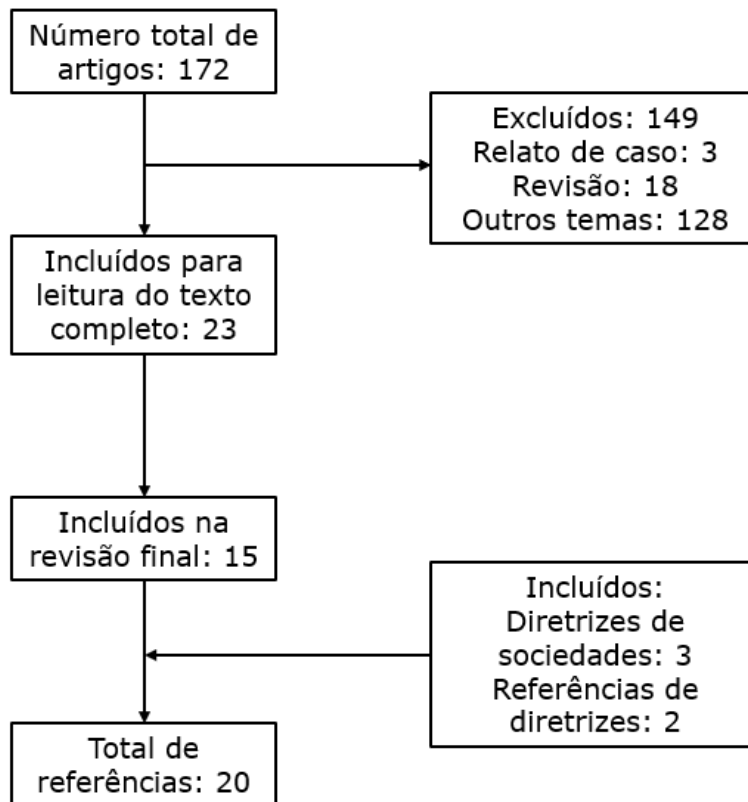 Número total de
artigos: 172
Excluídos: 149
Relato de caso: 3
Revisão: 18
Outros temas: 128
Incluídos para
leitura do texto
completo: 23
Incluídos na
revisão final: 15
Incluídos:
Diretrizes de
sociedades: 3
Referências de
diretrizes: 2
Total de
referências: 20